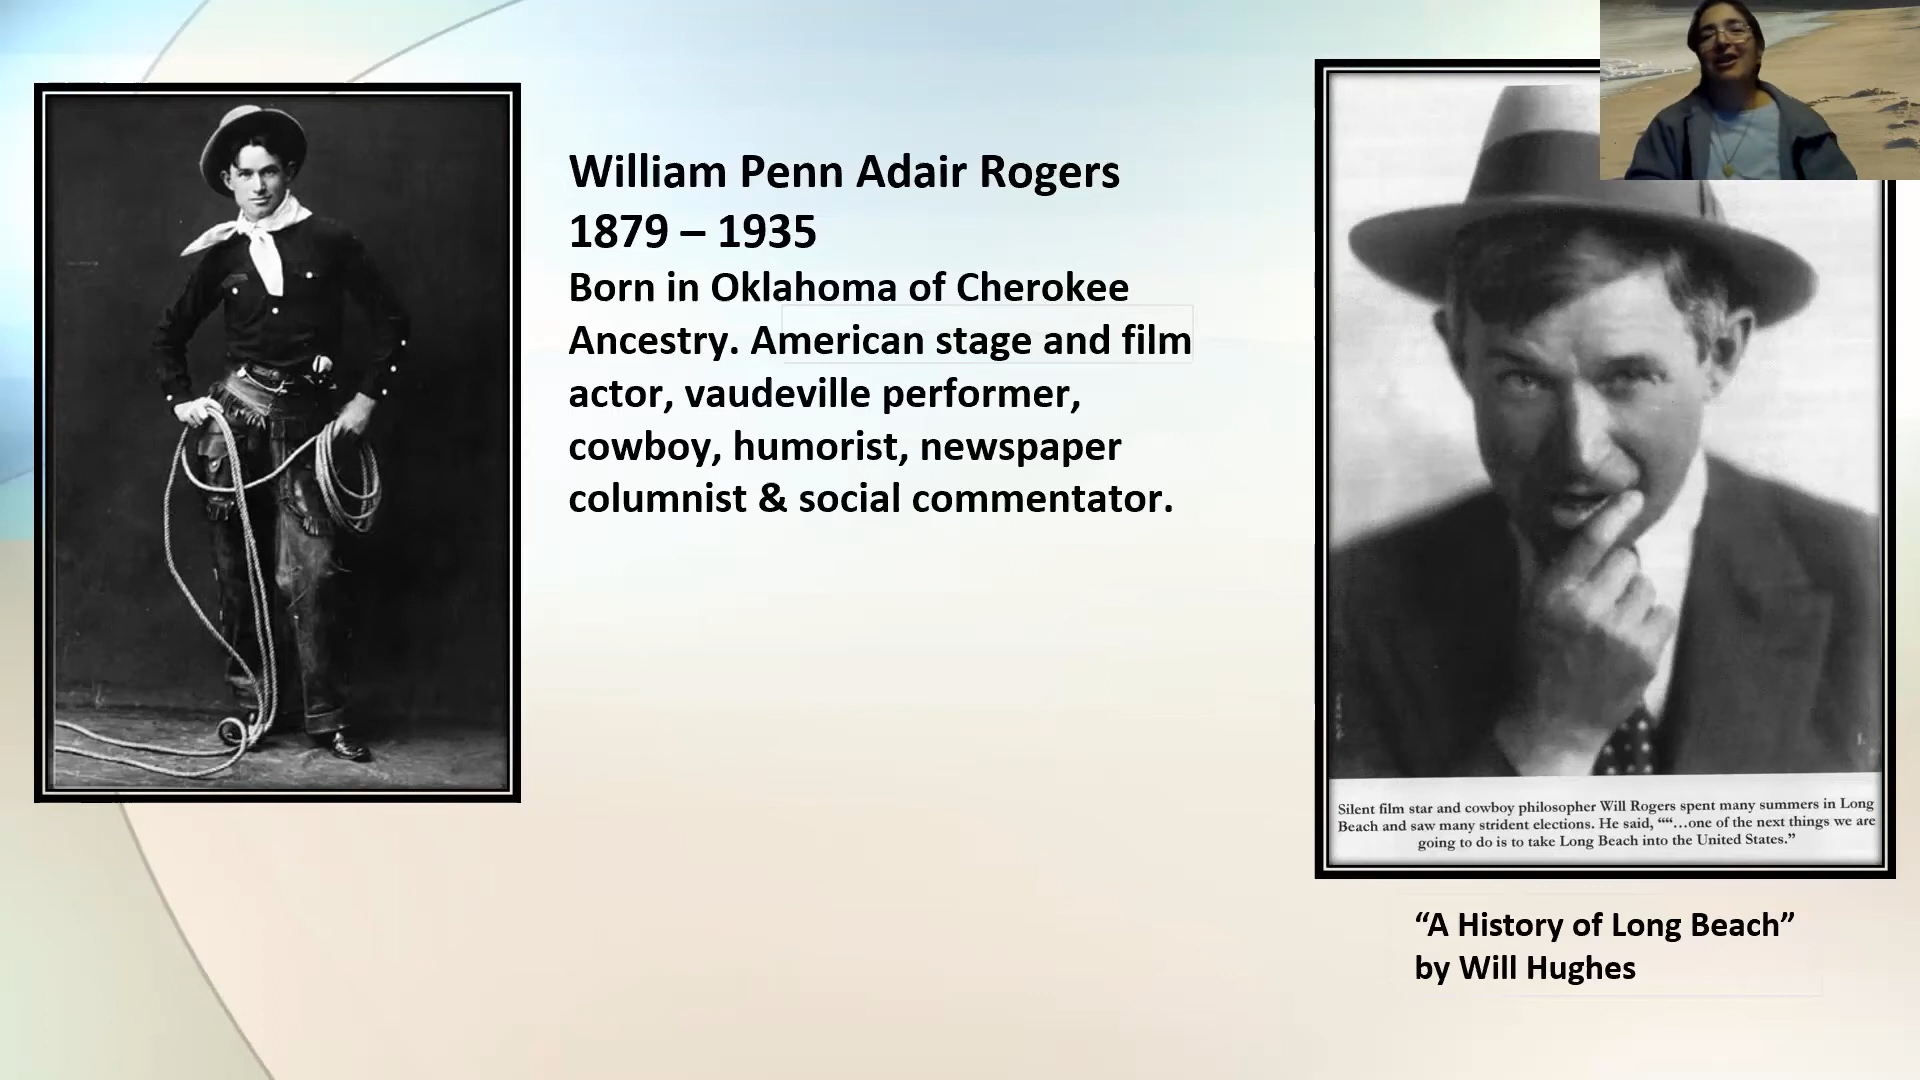 William Penn Adair Rogers
1879 – 1935
Born in Oklahoma of Cherokee
Ancestry. American stage and film
actor, vaudeville performer,
cowboy, humorist, newspaper
columnist & social commentator.
Silent film star and cowboy philosopher Will Rogers spent many summers in Long
Beach and saw many strident elections. He said, ““…one of the next things we are
going to do is to take Long Beach into the United States.”
“A History of Long Beach”
by Will Hughes